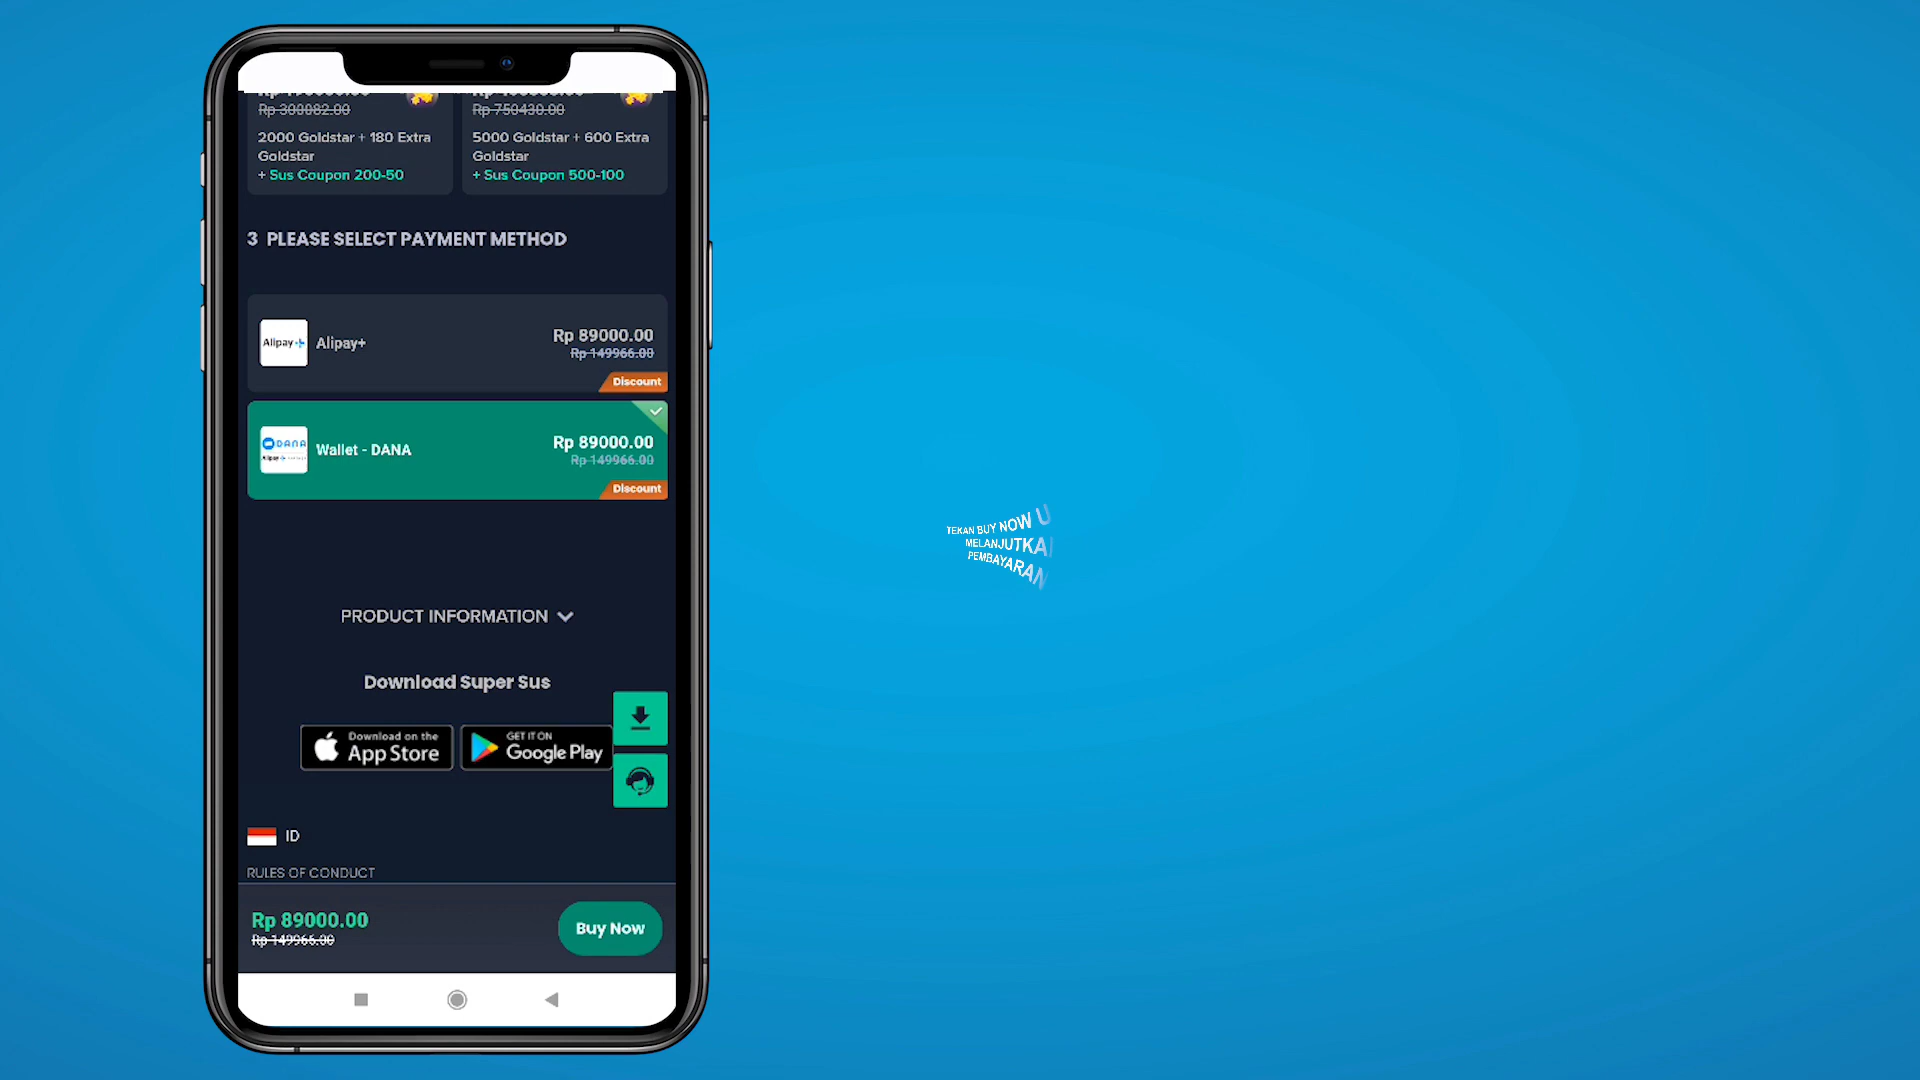 Rp 300082.00
2000 Goldstar + 180 Extra
Goldstar
+ Sus Coupon 200-50
Rp 750430.00
5000 Goldstar + 600 Extra
Goldstar
+ Sus Coupon 500-100
3 PLEASE SELECT PAYMENT METHOD
Alipay+
Alipay+
Rp 89000.00
Rp 149966.00
Discount
DANA
Alipay+
Wallet - DANA
Rp 89000.00
Rp 149966.00
Discount
TEKAN BUY NOW U
MELANJUTKA
PEMBAYARAN
PRODUCT INFORMATION
Download Super Sus
Download on the
App Store
GET IT ON
Google Play
ID
RULES OF CONDUCT
Rp 89000.00
Rp 149966.00
Buy Now